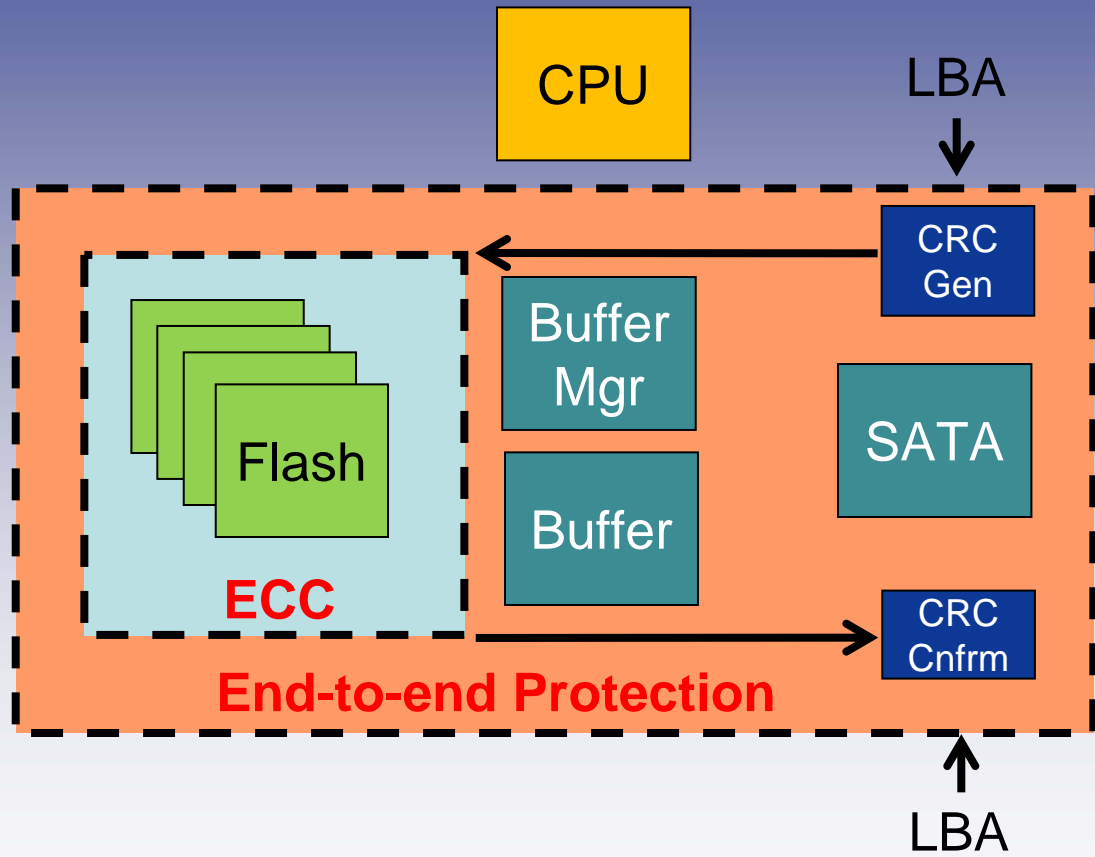 CPU
LBA
CRC
Gen
Buffer
Mgr
SATA
Flash
Buffer
ECC
CRC
Cnfrm
End-to-end Protection
LBA